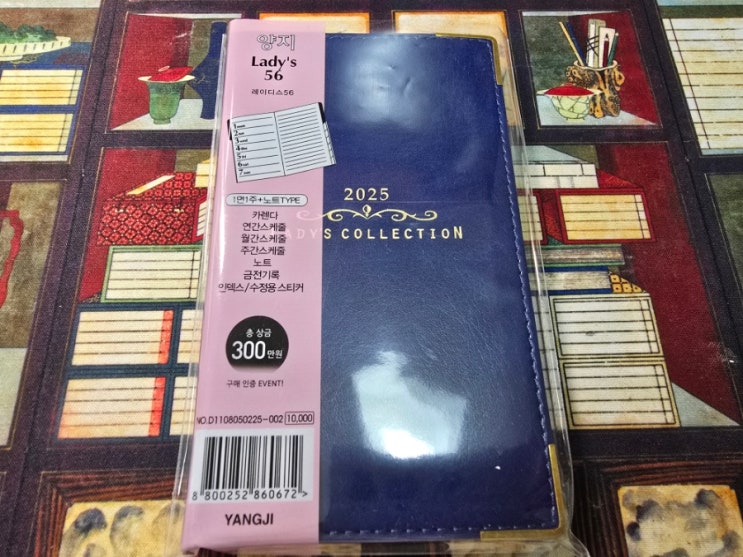 양지
Lady's
56
레이디스56
1면1주+노트TYPE
카렌다
연간스케줄
월간스케줄
주간스케줄
노트
금전기록
인덱스/수정용 스티커
총 상금
300만원
구매 인증 EVENT!
NO.D1108050225-002 10,000
8 800252 860672 >
YANGJI
2025
DY'S COLLECTION